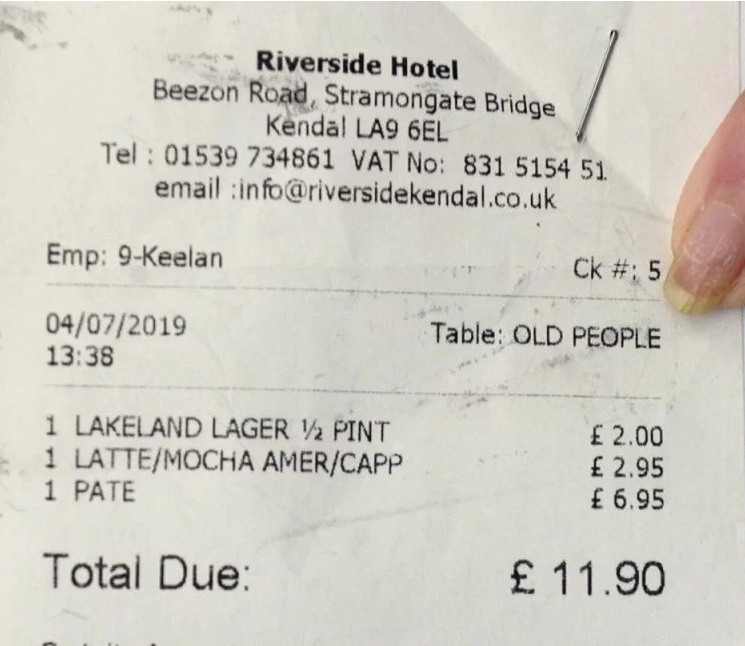 Riverside Hotel
Beezon Road, Stramongate Bridge
Kendal LA9 6EL
Tel : 01539 734861 VAT No: 831 5154 51
email :info@riversidekendal.co.uk
Emp: 9-Keelan Ck #: 5
04/07/2019 Table: OLD PEOPLE
13:38
1 LAKELAND LAGER ½ PINT £ 2.00
1 LATTE/MOCHA AMER/CAPP £ 2.95
1 PATE £ 6.95
Total Due: £ 11.90